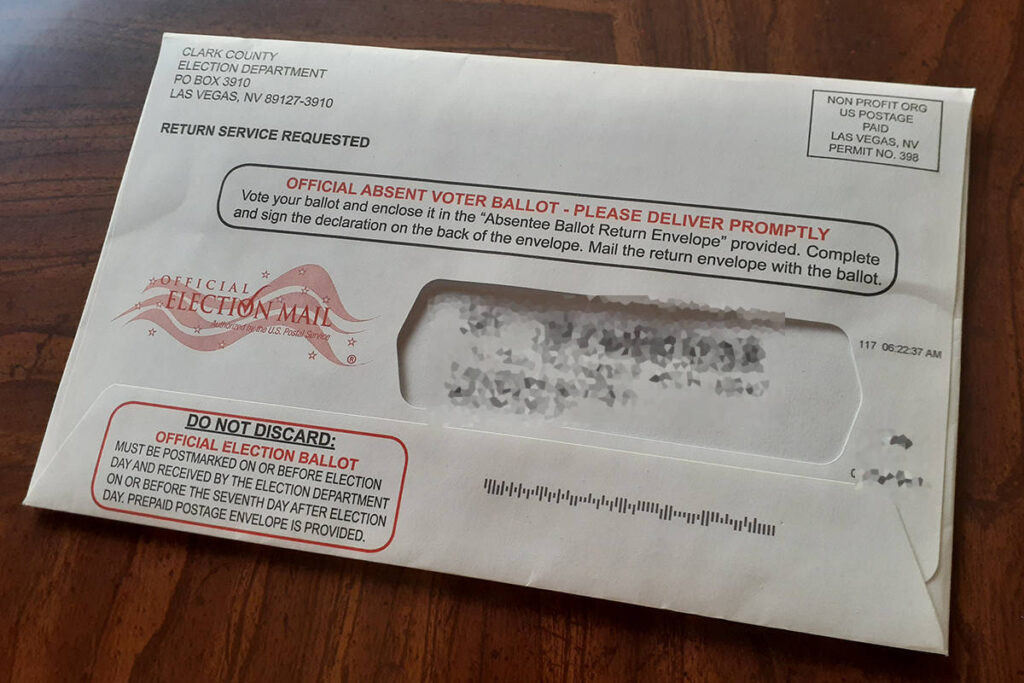 CLARK COUNTY
ELECTION DEPARTMENT
PO BOX 3910
LAS VEGAS, NV 89127-3910
RETURN SERVICE REQUESTED
NON PROFIT ORG
US POSTAGE
PAID
LAS VEGAS, NV
PERMIT NO. 398
OFFICIAL ABSENT VOTER BALLOT - PLEASE DELIVER PROMPTLY
Vote your ballot and enclose it in the “Absentee Ballot Return Envelope” provided. Complete
and sign the declaration on the back of the envelope. Mail the return envelope with the ballot.
OFFICIAL
ELECTION MAIL
Authorized by the U.S. Postal Service
®
117 06:22:37 AM
DO NOT DISCARD:
OFFICIAL ELECTION BALLOT
MUST BE POSTMARKED ON OR BEFORE ELECTION
DAY AND RECEIVED BY THE ELECTION DEPARTMENT
ON OR BEFORE THE SEVENTH DAY AFTER ELECTION
DAY. PREPAID POSTAGE ENVELOPE IS PROVIDED.